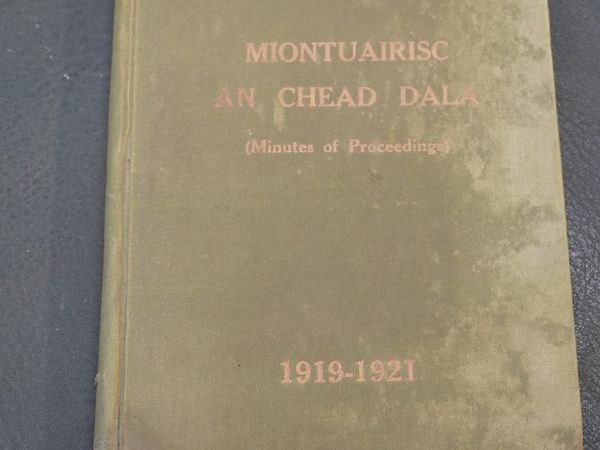 MIONTUAIRISC
AN CHEAD DALA
(Minutes of Proceedings)
1919-1921